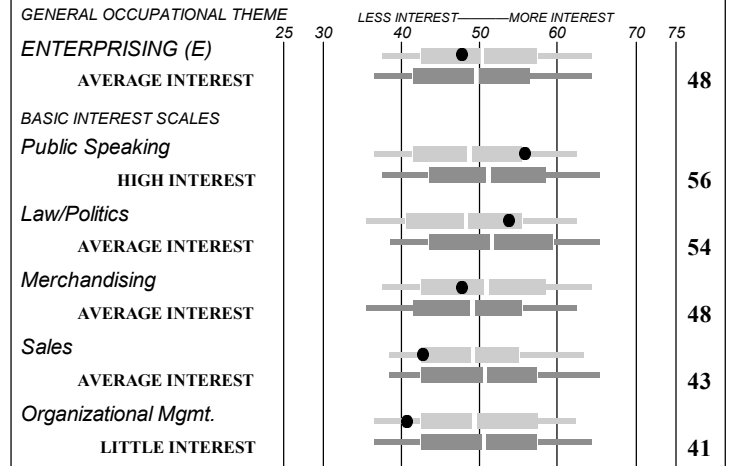 GENERAL OCCUPATIONAL THEME LESS INTEREST MORE INTEREST
25 30 40 50 60 70 75
ENTERPRISING (E)
AVERAGE INTEREST 48
BASIC INTEREST SCALES
Public Speaking
HIGH INTEREST 56
Law/Politics
AVERAGE INTEREST 54
Merchandising
AVERAGE INTEREST 48
Sales
AVERAGE INTEREST 43
Organizational Mgmt.
LITTLE INTEREST 41